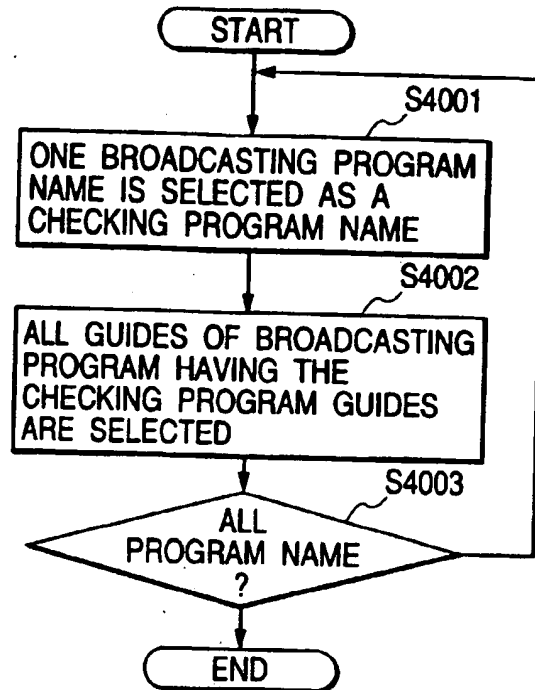 START
S4001
ONE BROADCASTING PROGRAM
NAME IS SELECTED AS A
CHECKING PROGRAM NAME
S4002
ALL GUIDES OF BROADCASTING
PROGRAM HAVING THE
CHECKING PROGRAM GUIDES
ARE SELECTED
S4003
ALL
PROGRAM NAME
?
END